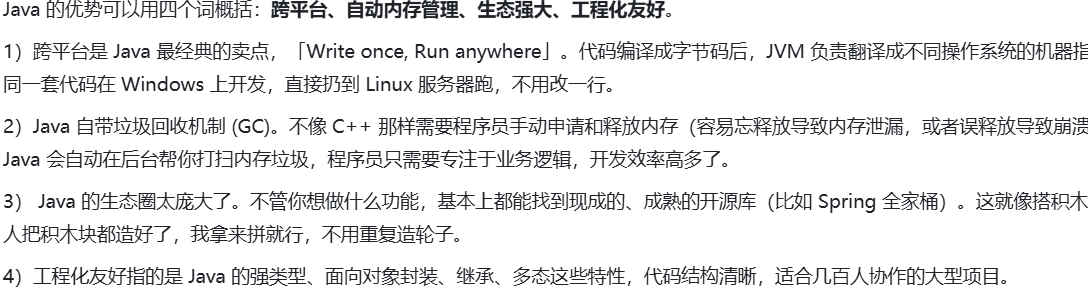 Java 的优势可以用四个词概括：跨平台、自动内存管理、生态强大、工程化友好。
1）跨平台是 Java 最经典的卖点，「Write once, Run anywhere」。代码编译成字节码后，JVM 负责翻译成不同操作系统的机器指
同一套代码在 Windows 上开发，直接扔到 Linux 服务器跑，不用改一行。
2）Java 自带垃圾回收机制 (GC)。不像 C++ 那样需要程序员手动申请和释放内存（容易忘释放导致内存泄漏，或者误释放导致崩溃
Java 会自动在后台帮你打扫内存垃圾，程序员只需要专注于业务逻辑，开发效率高多了。
3） Java 的生态圈太庞大了。不管你想做什么功能，基本上都能找到现成的、成熟的开源库（比如 Spring 全家桶）。这就像搭积木
人把积木块都造好了，我拿来拼就行，不用重复造轮子。
4）工程化友好指的是 Java 的强类型、面向对象封装、继承、多态这些特性，代码结构清晰，适合几百人协作的大型项目。